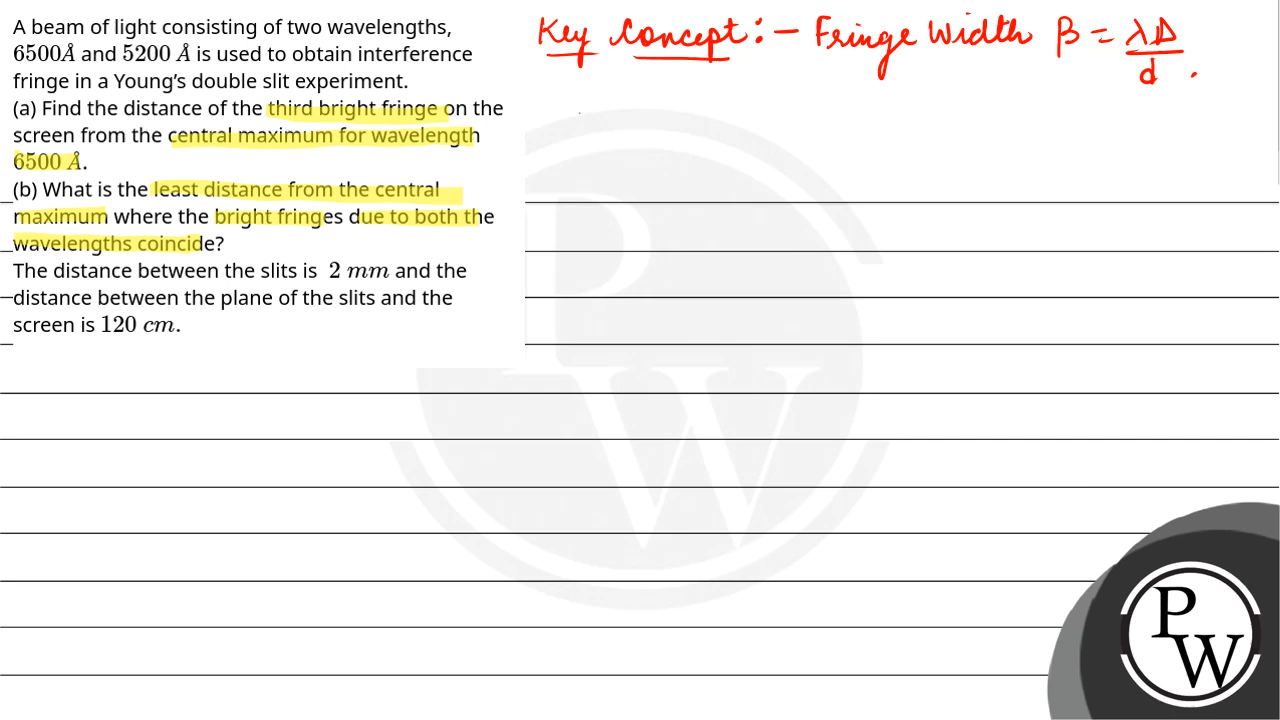 A beam of light consisting of two wavelengths,
6500Å and 5200 Å is used to obtain interference
fringe in a Young’s double slit experiment.
(a) Find the distance of the third bright fringe on the
screen from the central maximum for wavelength
6500 Å.
(b) What is the least distance from the central
maximum where the bright fringes due to both the
wavelengths coincide?
The distance between the slits is 2 mm and the
distance between the plane of the slits and the
screen is 120 cm.
Key Concept :- Fringe Width β = λD/d .
P
W
P
W